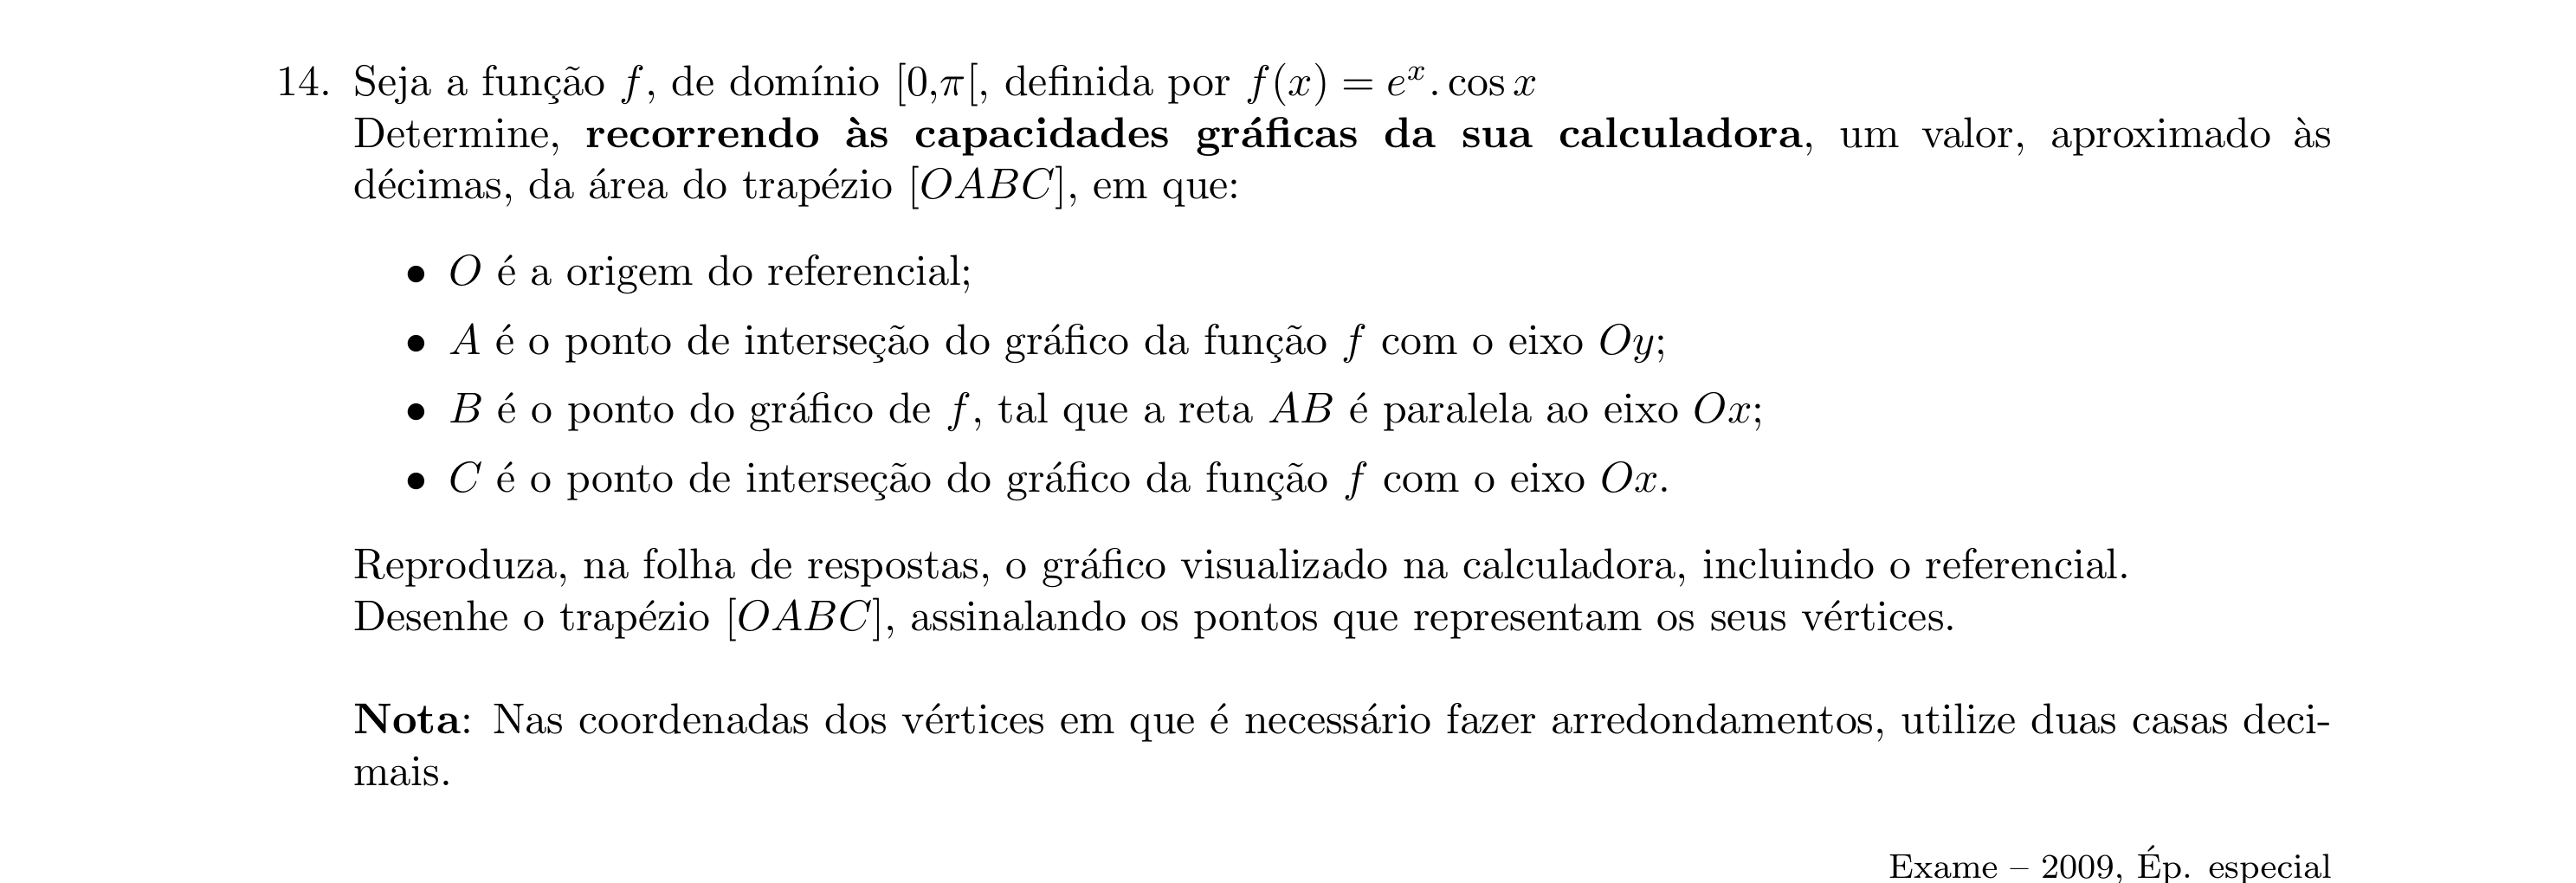 14. Seja a função f, de domínio [0,π[, definida por f(x) = eˣ. cos x
Determine, recorrendo às capacidades gráficas da sua calculadora, um valor, aproximado às
décimas, da área do trapézio [OABC], em que:
• O é a origem do referencial;
• A é o ponto de interseção do gráfico da função f com o eixo Oy;
• B é o ponto do gráfico de f, tal que a reta AB é paralela ao eixo Ox;
• C é o ponto de interseção do gráfico da função f com o eixo Ox.
Reproduza, na folha de respostas, o gráfico visualizado na calculadora, incluindo o referencial.
Desenhe o trapézio [OABC], assinalando os pontos que representam os seus vértices.
Nota: Nas coordenadas dos vértices em que é necessário fazer arredondamentos, utilize duas casas deci-
mais.
Exame – 2009, Ép. especial